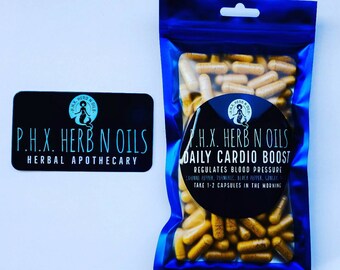 P.H.X. HERB N OILS
HERBAL APOTHECARY
P.H.X. HERB N OILS
DAILY CARDIO BOOST
REGULATES BLOOD PRESSURE
TAKE 1-2 CAPSULES IN THE MORNING